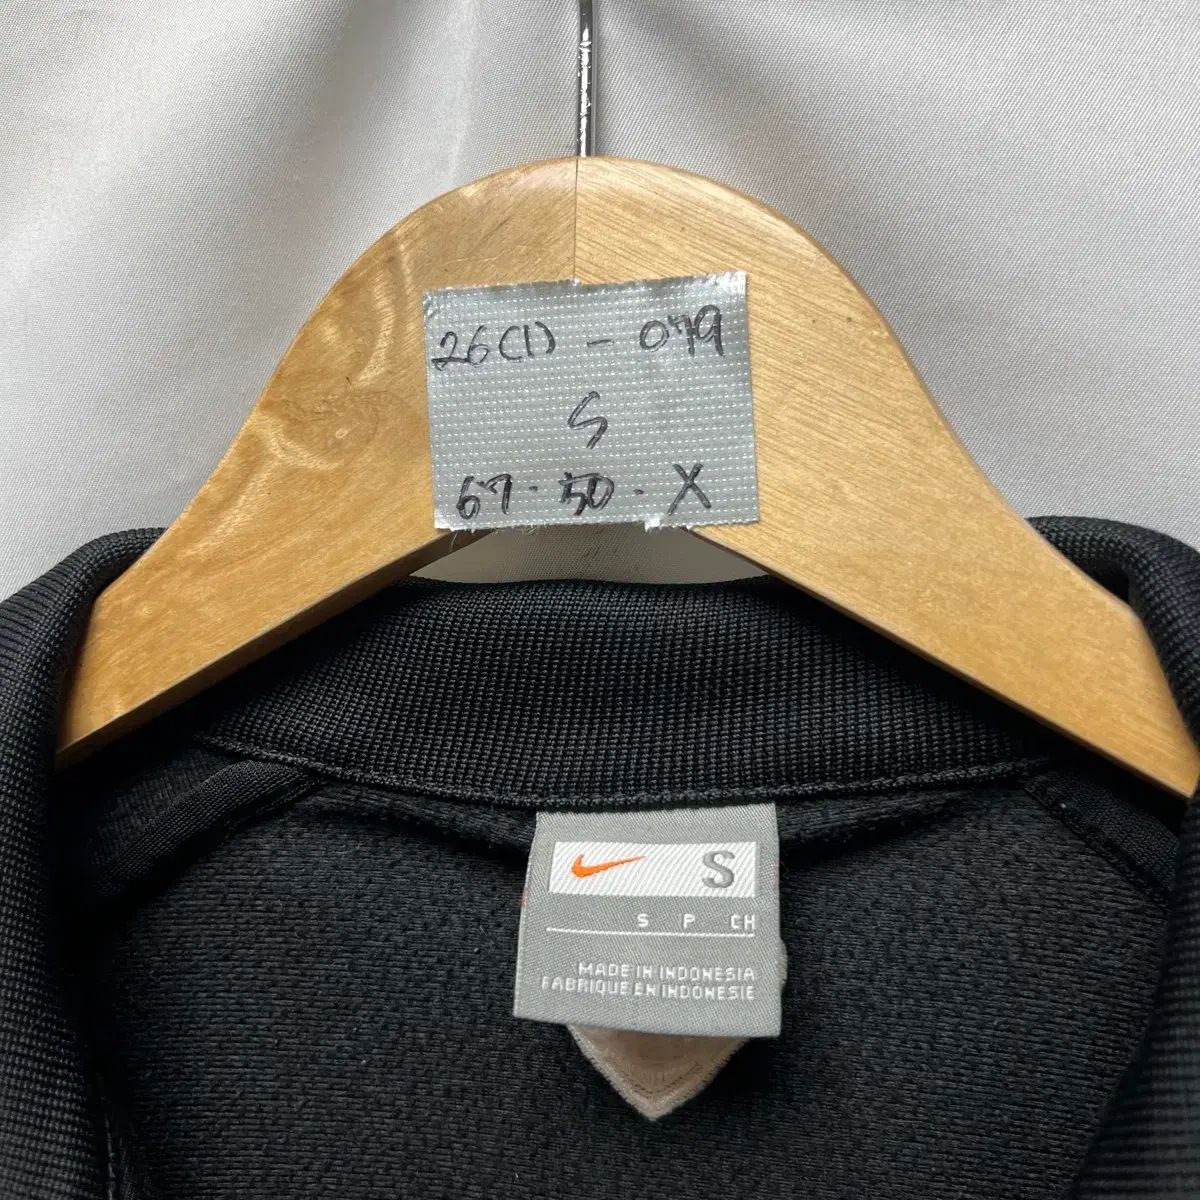 26(1) - 079
S
67 - 50 - X
S
S P CH
MADE IN INDONESIA
FABRIQUE EN INDONESIE